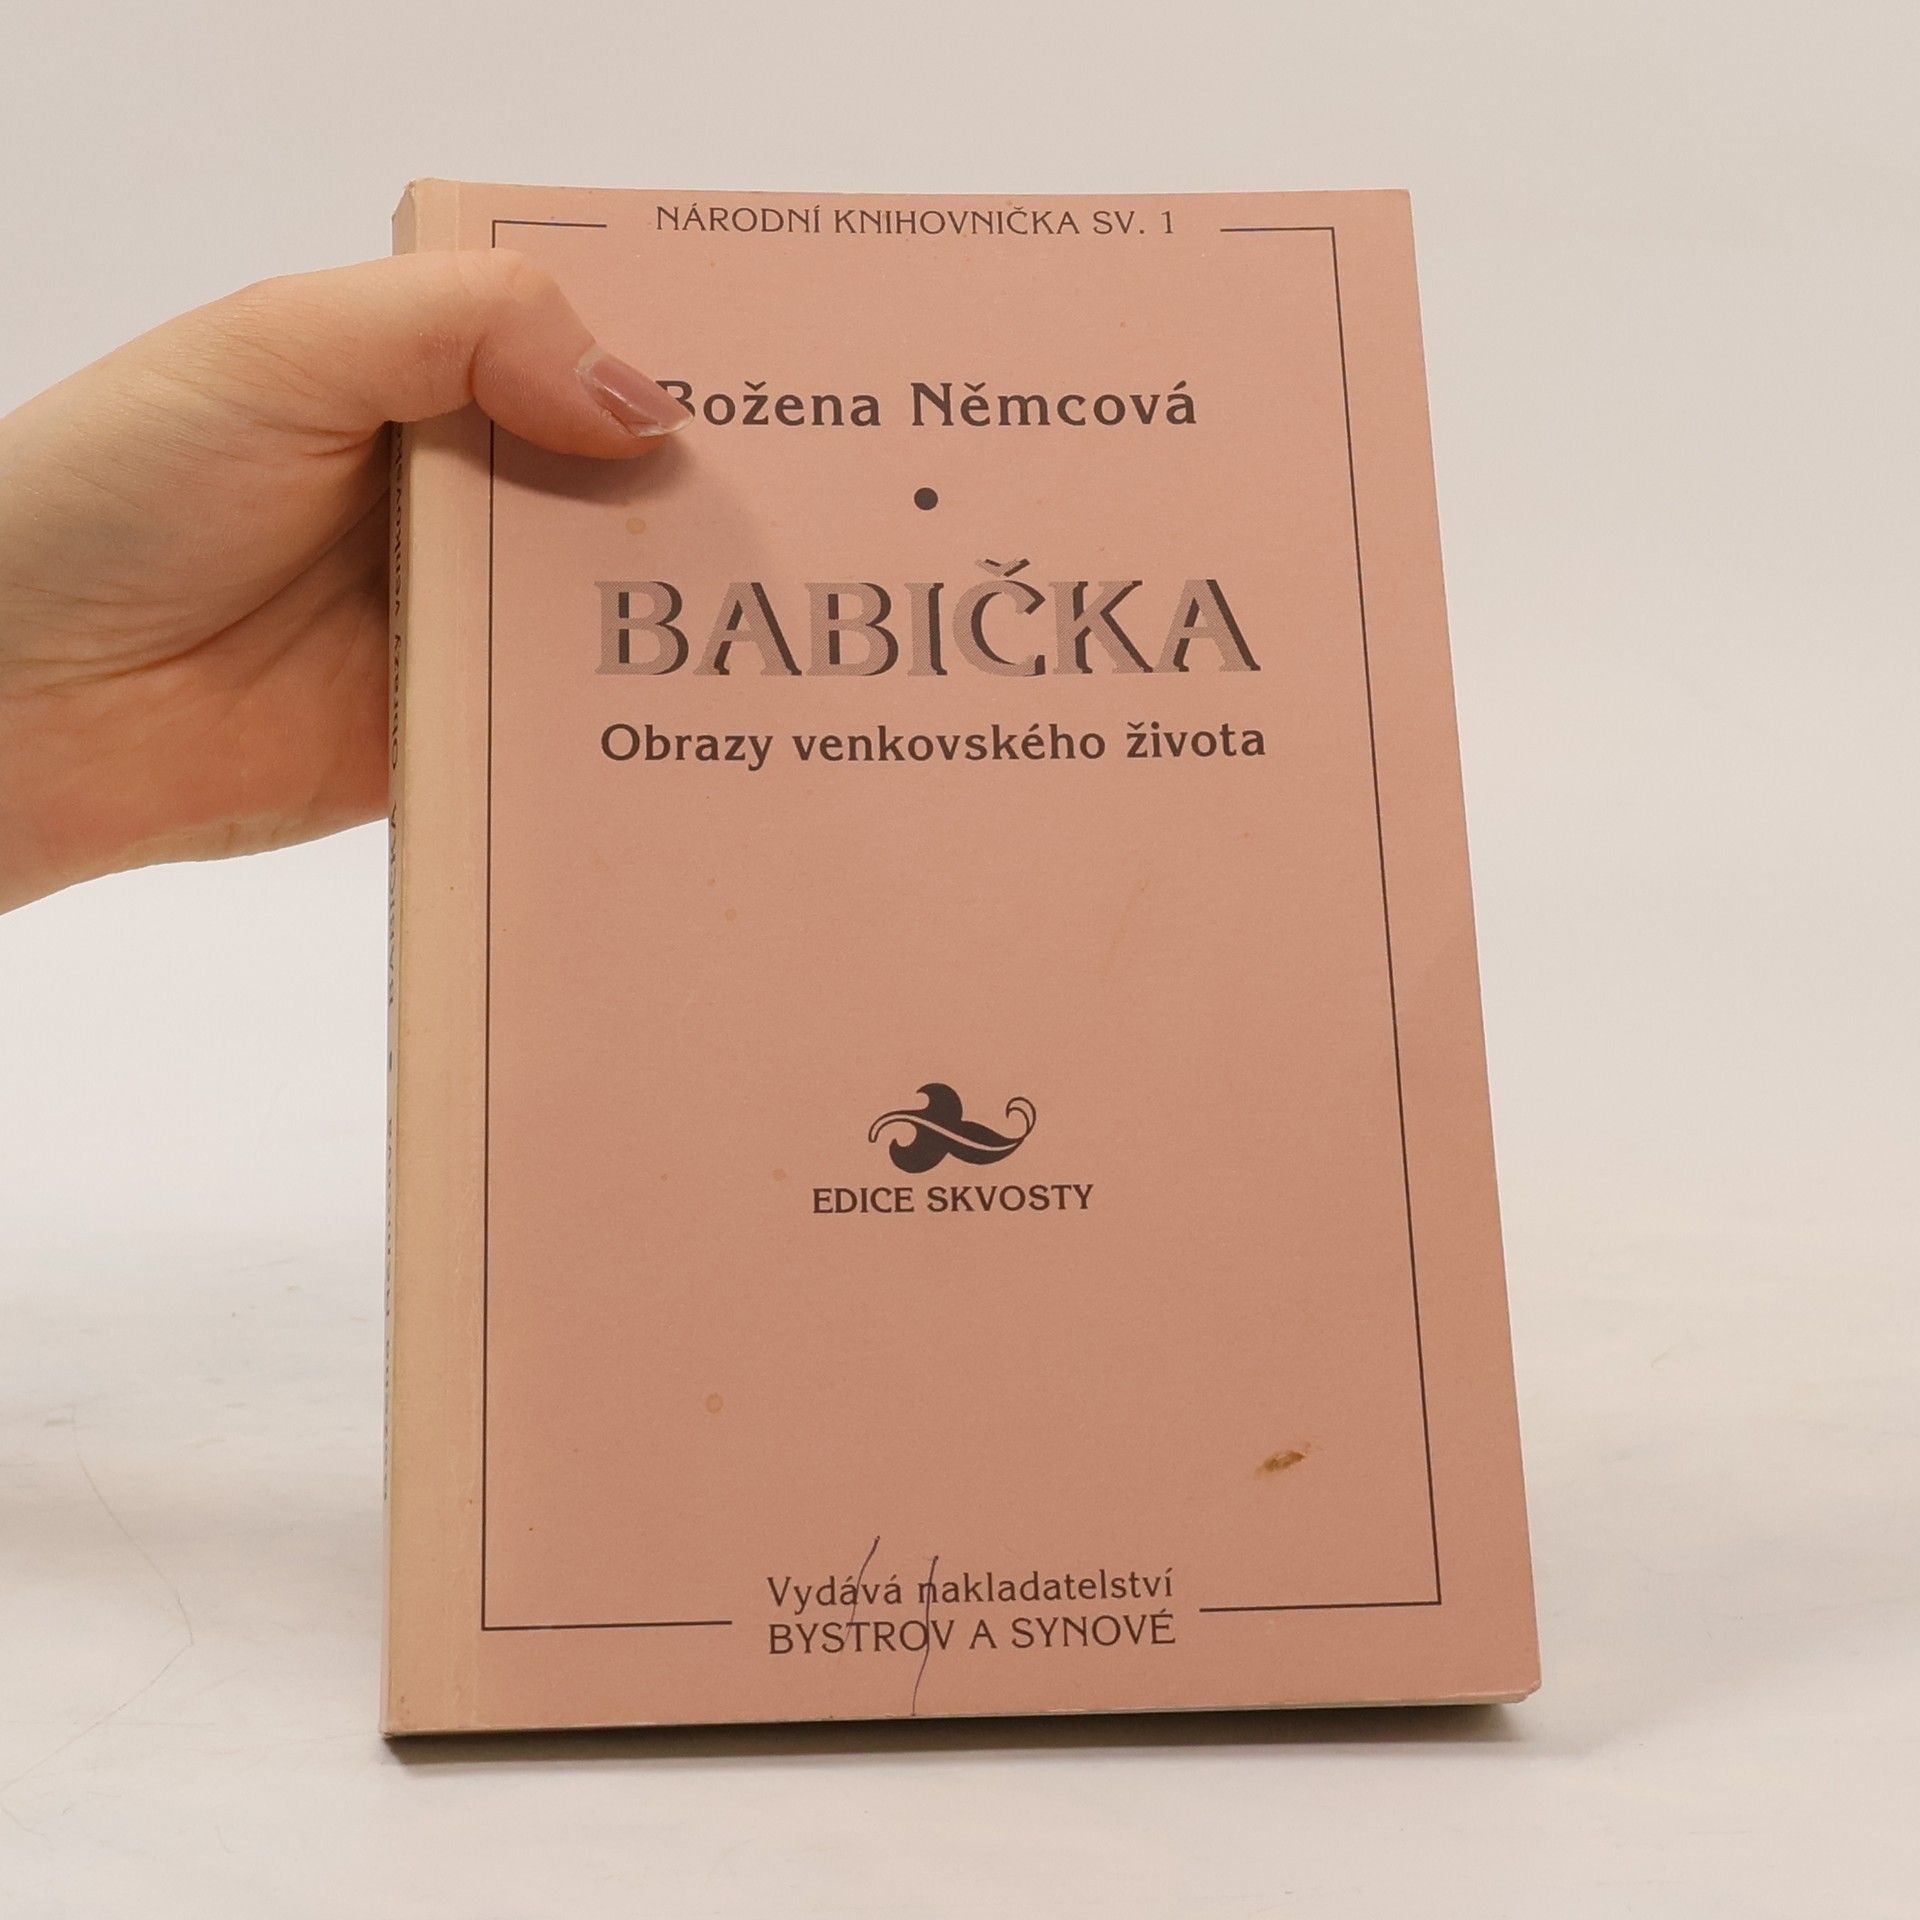 NÁRODNÍ KNIHOVNIČKA SV. 1
Božena Němcová
•
BABIČKA
Obrazy venkovského života
EDICE SKVOSTY
Vydává nakladatelství
BYSTROV A SYNOVÉ